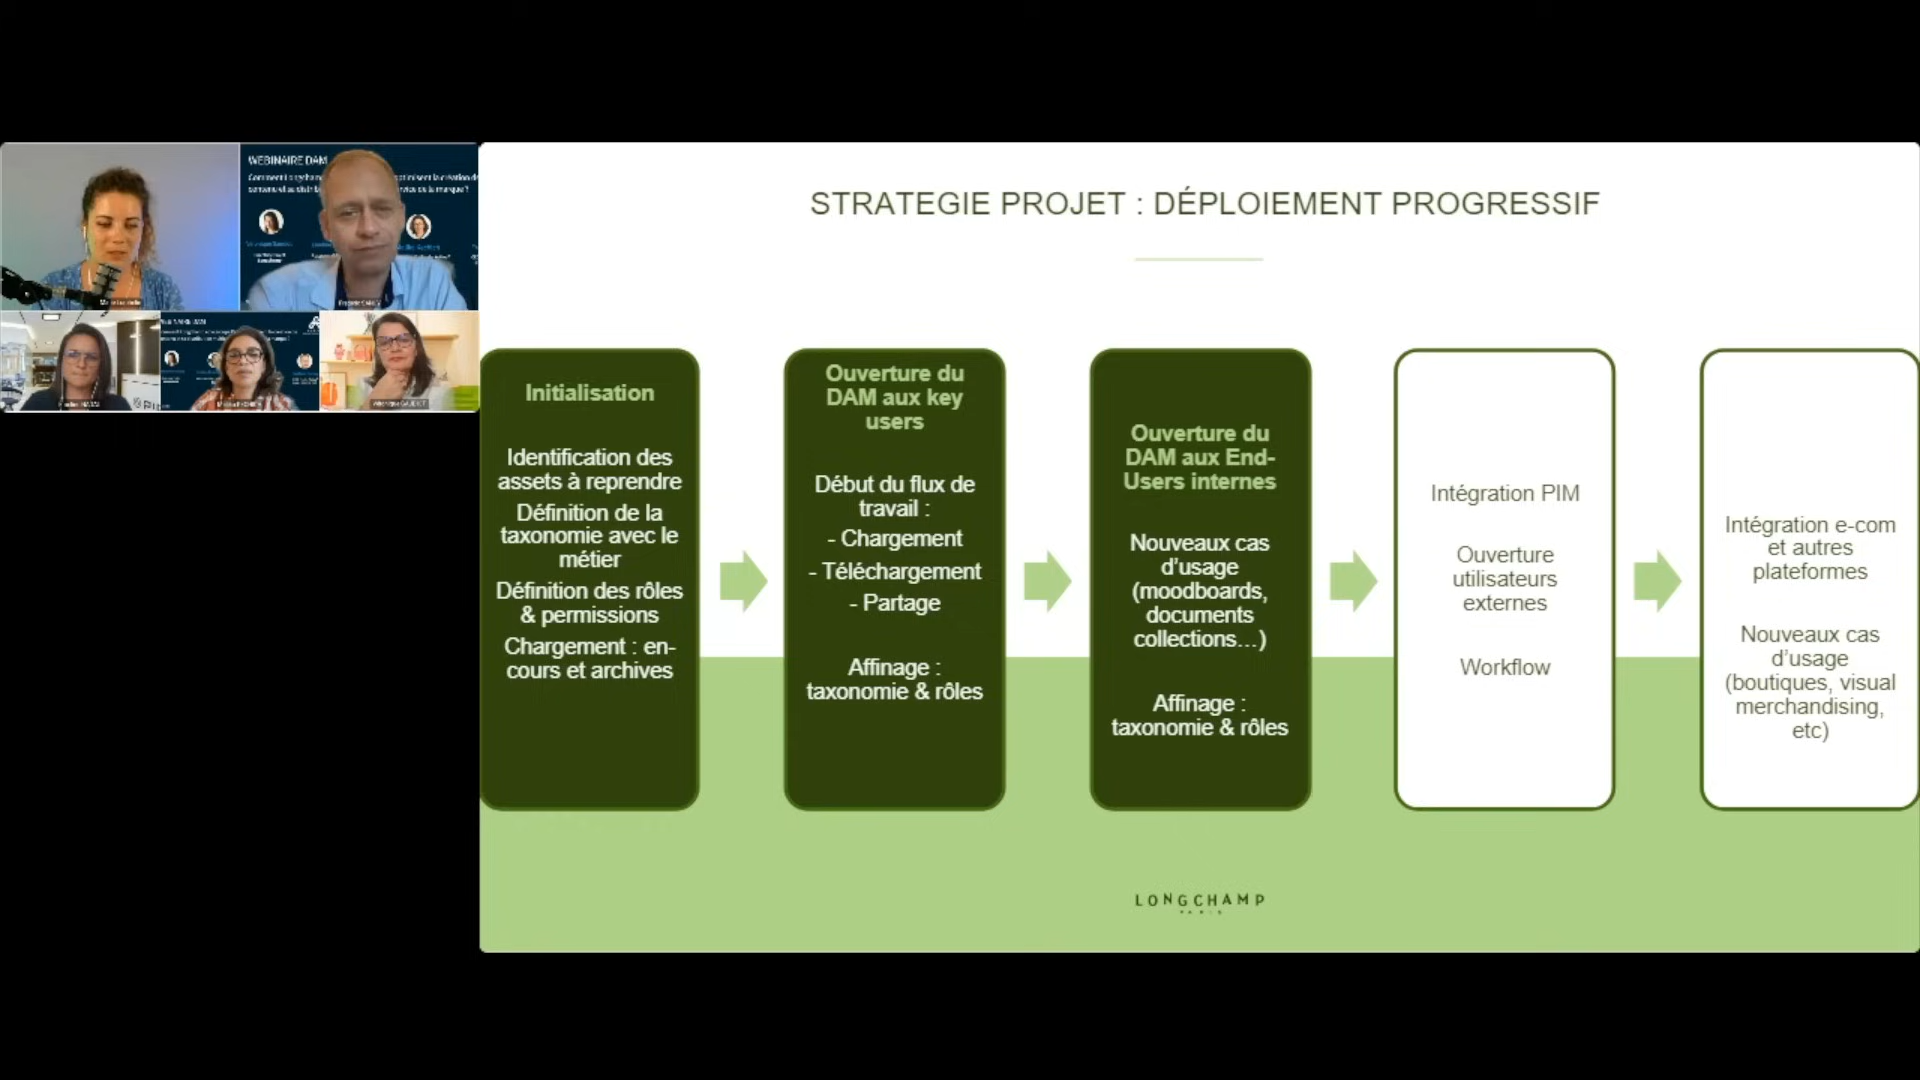 WEBINAIRE DAM
STRATEGIE PROJET : DÉPLOIEMENT PROGRESSIF
Initialisation
Identification des
assets à reprendre
Définition de la
taxonomie avec le
métier
Définition des rôles
& permissions
Chargement : en-
cours et archives
Ouverture du
DAM aux key
users
Début du flux de
travail :
- Chargement
- Téléchargement
- Partage
Affinage :
taxonomie & rôles
Ouverture du
DAM aux End-
Users internes
Nouveaux cas
d’usage
(moodboards,
documents
collections...)
Affinage :
taxonomie & rôles
Intégration PIM
Ouverture
utilisateurs
externes
Workflow
Intégration e-com
et autres
plateformes
Nouveaux cas
d’usage
(boutiques, visual
merchandising,
etc)
LONGCHAMP
PARIS